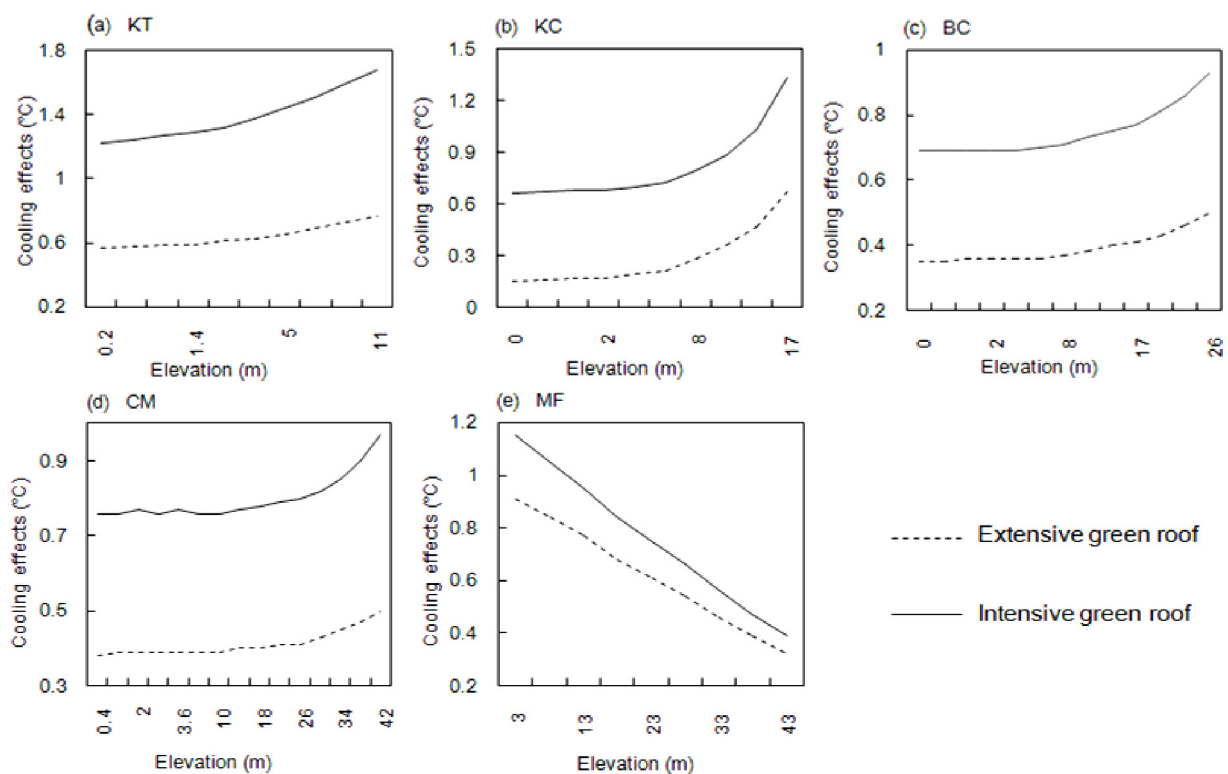 (a) KT
Cooling effects (°C)
1.8
1.4
1
0.6
0.2
0.2 1.4 5 11
Elevation (m)
(b) KC
Cooling effects (°C)
1.5
1.2
0.9
0.6
0.3
0
0 2 8 17
Elevation (m)
(c) BC
Cooling effects (°C)
1
0.8
0.6
0.4
0.2
0 2 8 17 26
Elevation (m)
(d) CM
Cooling effects (°C)
0.9
0.7
0.5
0.3
0.4 2 3.6 10 18 26 34 42
Elevation (m)
(e) MF
Cooling effects (°C)
1.2
1
0.8
0.6
0.4
0.2
3 13 23 33 43
Elevation (m)
Extensive green roof
Intensive green roof